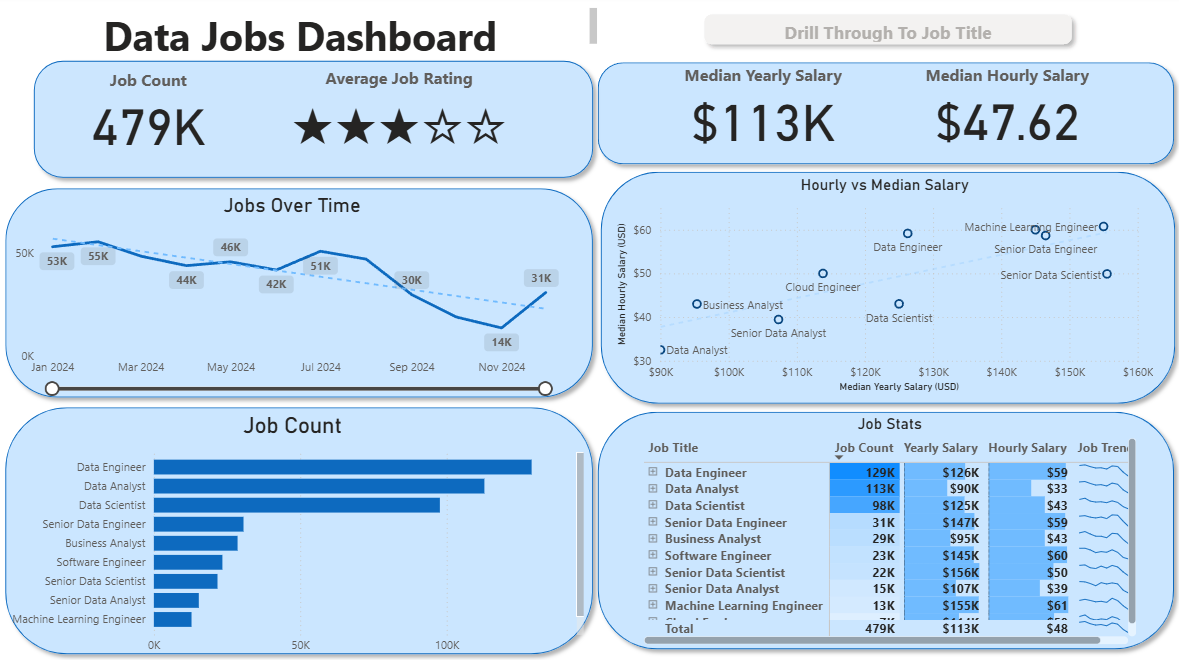 Data Jobs Dashboard
Drill Through To Job Title
Job Count
479K
Average Job Rating
Median Yearly Salary
$113K
Median Hourly Salary
$47.62
Jobs Over Time
50K
0K
53K
55K
44K
46K
42K
51K
30K
14K
31K
Jan 2024 Mar 2024 May 2024 Jul 2024 Sep 2024 Nov 2024
Hourly vs Median Salary
Median Hourly Salary (USD)
$60
$50
$40
$30
Machine Learning Engineer
Data Engineer
Senior Data Engineer
Senior Data Scientist
Cloud Engineer
Business Analyst
Data Scientist
Senior Data Analyst
Data Analyst
$90K $100K $110K $120K $130K $140K $150K $160K
Median Yearly Salary (USD)
Job Count
Data Engineer
Data Analyst
Data Scientist
Senior Data Engineer
Business Analyst
Software Engineer
Senior Data Scientist
Senior Data Analyst
Machine Learning Engineer
0K 50K 100K
Job Stats
Job Title Job Count Yearly Salary Hourly Salary Job Tren
Data Engineer 129K $126K $59
Data Analyst 113K $90K $33
Data Scientist 98K $125K $43
Senior Data Engineer 31K $147K $59
Business Analyst 29K $95K $43
Software Engineer 23K $145K $60
Senior Data Scientist 22K $156K $50
Senior Data Analyst 15K $107K $39
Machine Learning Engineer 13K $155K $61
Total 479K $113K $48